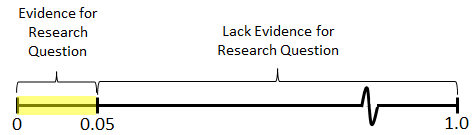 Evidence for
Research
Question
Lack Evidence for
Research Question
0
0.05
1.0